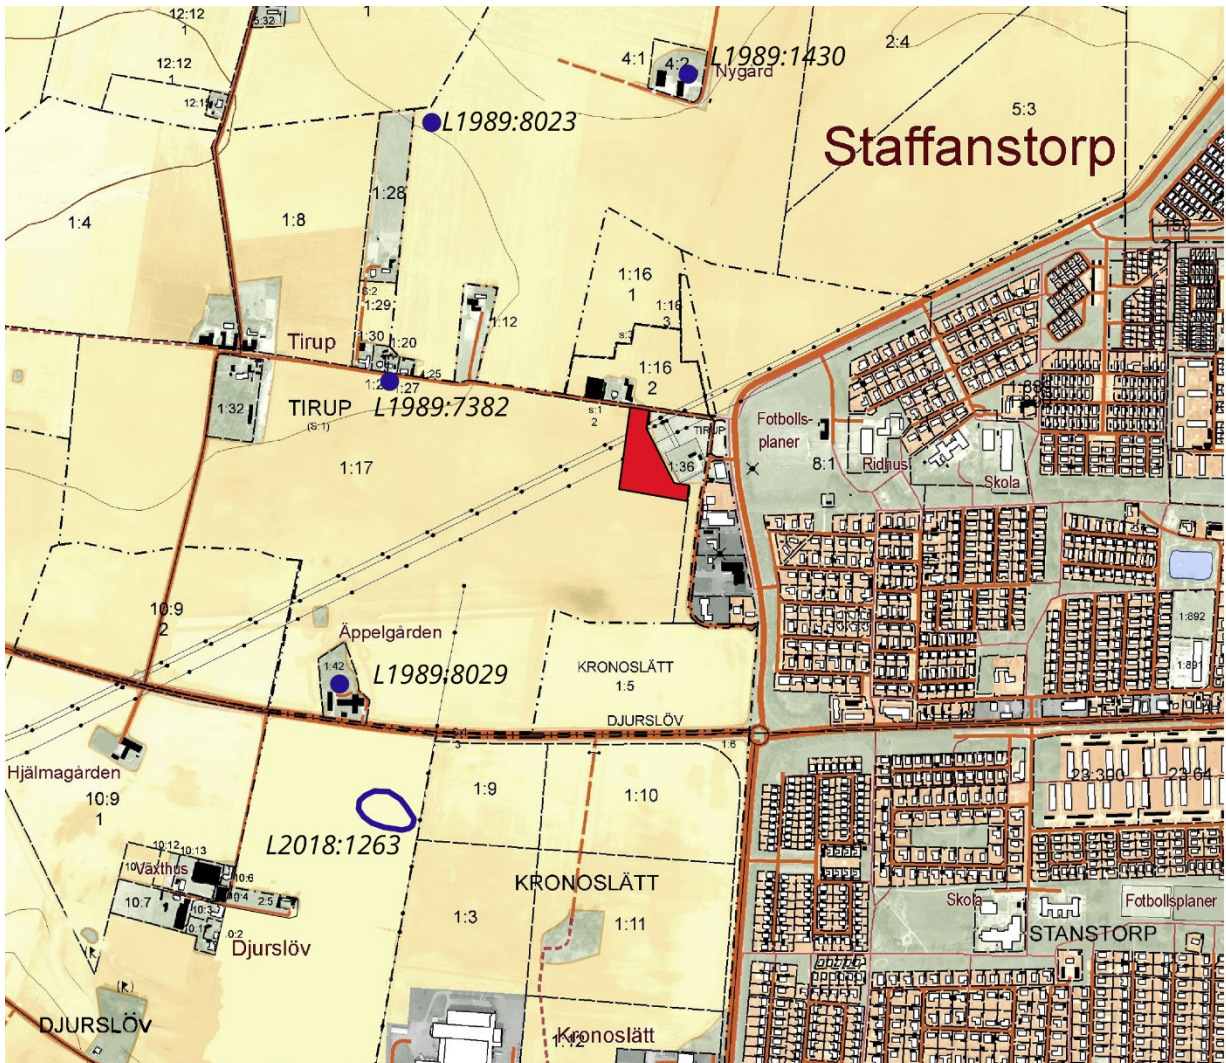 12:12
1
5:32
1
4:1
4:2
L1989:1430
Nygård
2:4
12:12
1
5:3
L1989:8023
Staffanstorp
1:28
1:4
1:8
1:16
1
S:2
1:29
1:16
3
s:1
1:12
Tirup
1:30
1:20
1:16
2
1:25
1:27
L1989:7382
1:32
TIRUP
(S:1)
s:1
2
TIRUP
Fotbolls-
planer
8:1
Ridhus
Skola
1:17
1:36
10:9
2
Äppelgården
1:42
L1989:8029
KRONOSLÄTT
1:5
DJURSLÖV
1:6
1:892
1:891
Hjälmagården
10:9
1
1:9
1:10
23:300
23:64
L2018:1263
10:12
10:13
Växthus
10:6
10:4
2:5
10:7
10:3
KRONOSLÄTT
1:3
1:11
Skola
Fotbollsplaner
STANSTORP
Djurslöv
(R)
(R)
DJURSLÖV
Kronoslätt
1:12